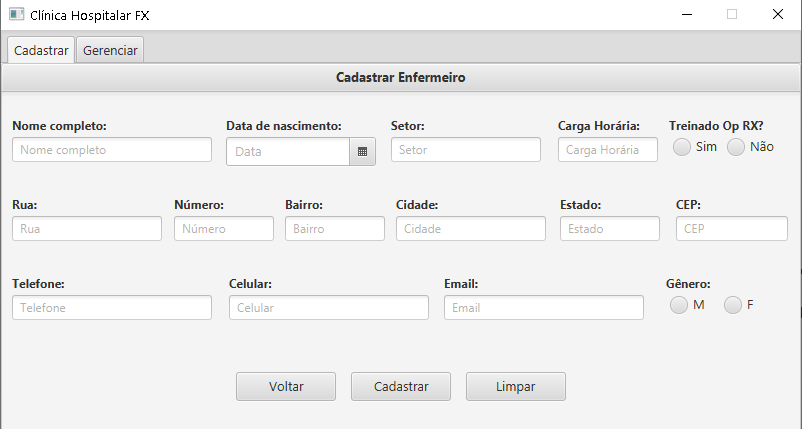 Clínica Hospitalar FX
Cadastrar Gerenciar
Cadastrar Enfermeiro
Nome completo: Data de nascimento: Setor: Carga Horária: Treinado Op RX?
Nome completo Data Setor Carga Horária Sim Não
Rua: Número: Bairro: Cidade: Estado: CEP:
Rua Número Bairro Cidade Estado CEP
Telefone: Celular: Email: Gênero:
Telefone Celular Email M F
Voltar Cadastrar Limpar